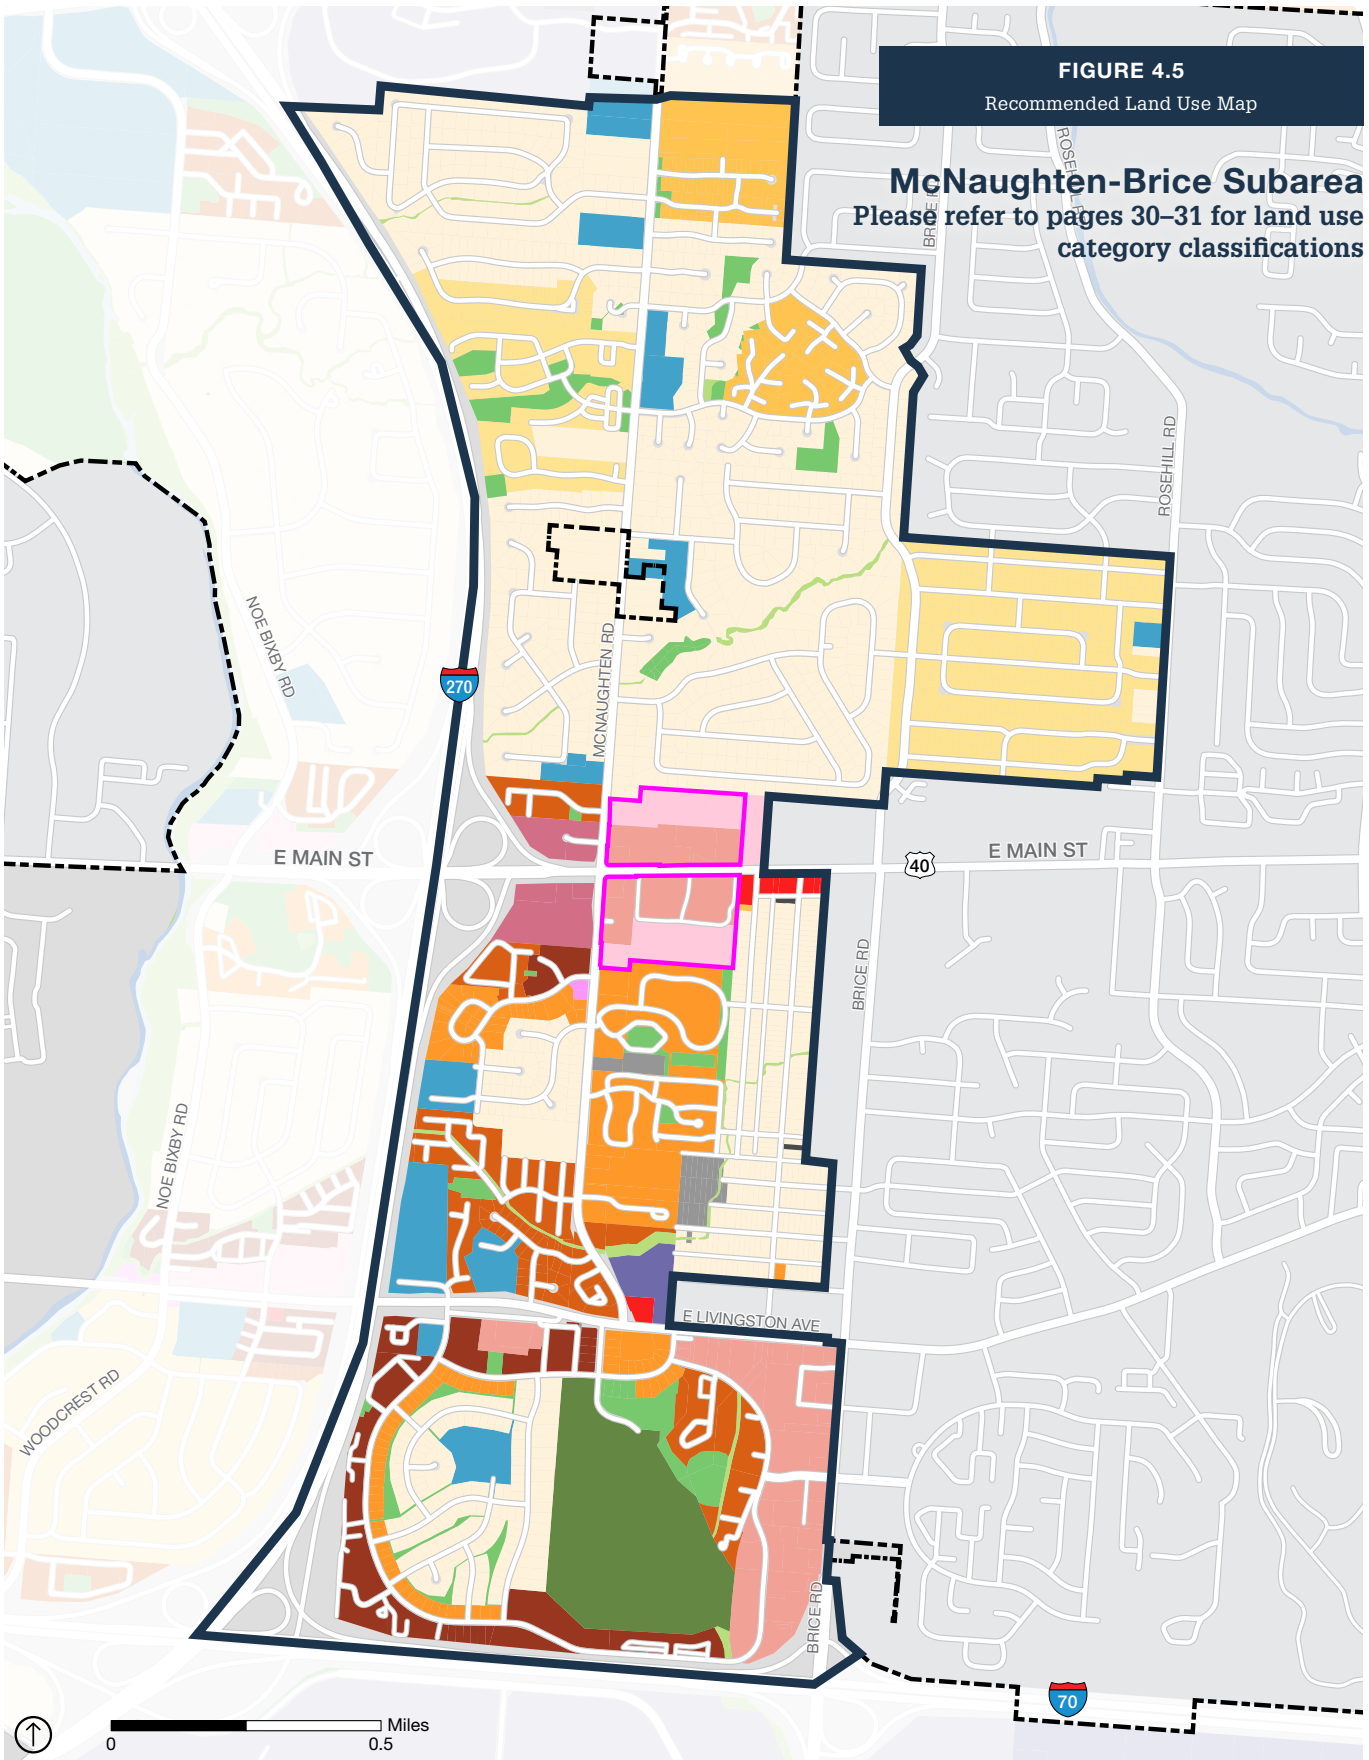 FIGURE 4.5
Recommended Land Use Map
McNaughten-Brice Subarea
Please refer to pages 30–31 for land use
category classifications
BRICE R
ROSEHILL RD
ROSEHILL RD
NOE BIXBY RD
270
MCNAUGHTEN RD
E MAIN ST
E MAIN ST
40
BRICE RD
NOE BIXBY RD
E LIVINGSTON AVE
WOODCREST RD
BRICE RD
70
Miles
0
0.5